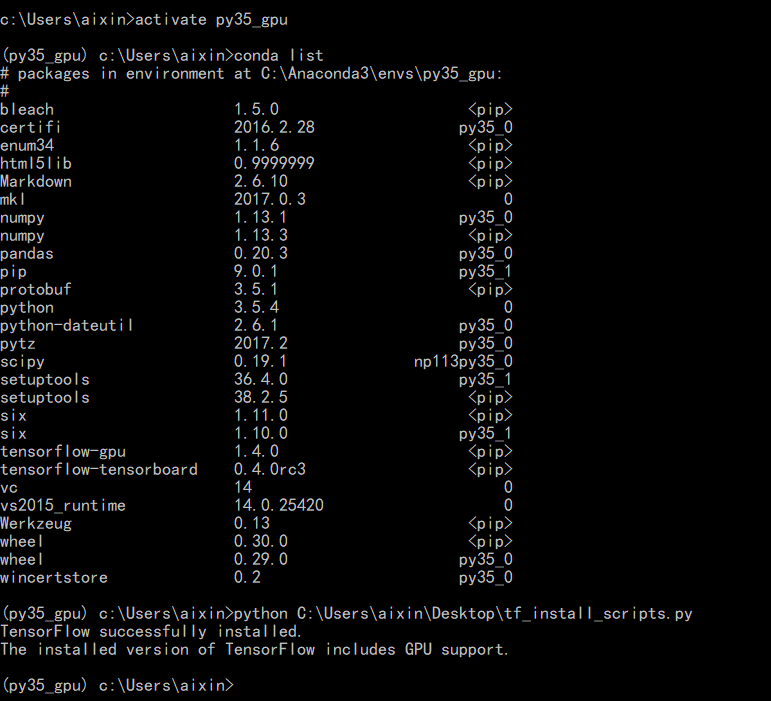 c:\Users\aixin>activate py35_gpu
(py35_gpu) c:\Users\aixin>conda list
# packages in environment at C:\Anaconda3\envs\py35_gpu:
#
bleach 1.5.0 <pip>
certifi 2016.2.28 py35_0
enum34 1.1.6 <pip>
html5lib 0.9999999 <pip>
Markdown 2.6.10 <pip>
mkl 2017.0.3 0
numpy 1.13.1 py35_0
numpy 1.13.3 <pip>
pandas 0.20.3 py35_0
pip 9.0.1 py35_1
protobuf 3.5.1 <pip>
python 3.5.4 0
python-dateutil 2.6.1 py35_0
pytz 2017.2 py35_0
scipy 0.19.1 np113py35_0
setuptools 36.4.0 py35_1
setuptools 38.2.5 <pip>
six 1.11.0 <pip>
six 1.10.0 py35_1
tensorflow-gpu 1.4.0 <pip>
tensorflow-tensorboard 0.4.0rc3 <pip>
vc 14 0
vs2015_runtime 14.0.25420 0
Werkzeug 0.13 <pip>
wheel 0.30.0 <pip>
wheel 0.29.0 py35_0
wincertstore 0.2 py35_0
(py35_gpu) c:\Users\aixin>python C:\Users\aixin\Desktop\tf_install_scripts.py
TensorFlow successfully installed.
The installed version of TensorFlow includes GPU support.
(py35_gpu) c:\Users\aixin>